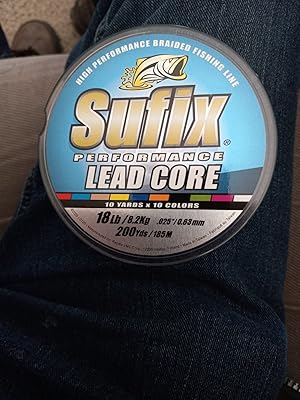 HIGH PERFORMANCE BRAIDED FISHING LINE
Sufix®
PERFORMANCE
LEAD CORE
10 YARDS x 10 COLORS
18Lb / 8.2Kg .025"/0.63mm
200Yds / 185M